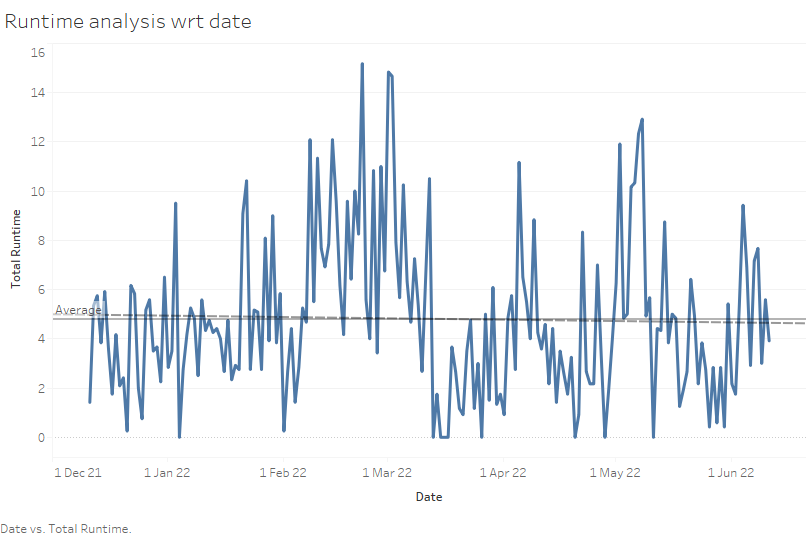 Runtime analysis wrt date
16
14
12
10
8
6
4
2
0
Total Runtime
Average
1 Dec 21
1 Jan 22
1 Feb 22
1 Mar 22
1 Apr 22
1 May 22
1 Jun 22
Date
Date vs. Total Runtime.